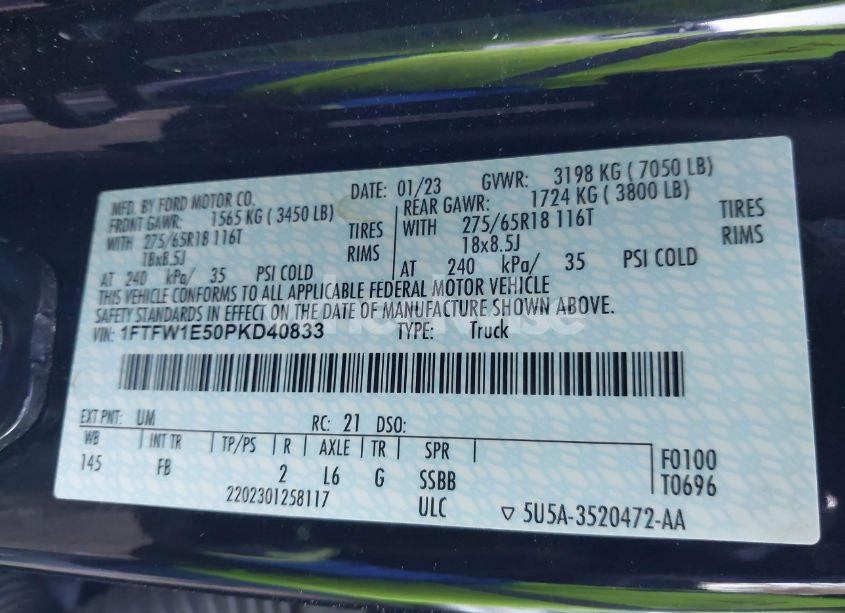 MFD. BY FORD MOTOR CO. DATE: 01/23 GVWR: 3198 KG ( 7050 LB)
FRONT GAWR: 1565 KG ( 3450 LB) REAR GAWR: 1724 KG ( 3800 LB)
WITH 275/65R18 116T TIRES WITH 275/65R18 116T TIRES
18x8.5J RIMS 18x8.5J RIMS
AT 240 kPa/ 35 PSI COLD AT 240 kPa/ 35 PSI COLD
THIS VEHICLE CONFORMS TO ALL APPLICABLE FEDERAL MOTOR VEHICLE
SAFETY STANDARDS IN EFFECT ON THE DATE OF MANUFACTURE SHOWN ABOVE.
VIN: 1FTFW1E50PKD40833 TYPE: Truck
EXT PNT: UM RC: 21 DSO:
WB INT TR TP/PS R AXLE TR SPR
145 FB 2 L6 G SSBB
F0100
T0696
2202301258117 ULC ▽ 5U5A-3520472-AA